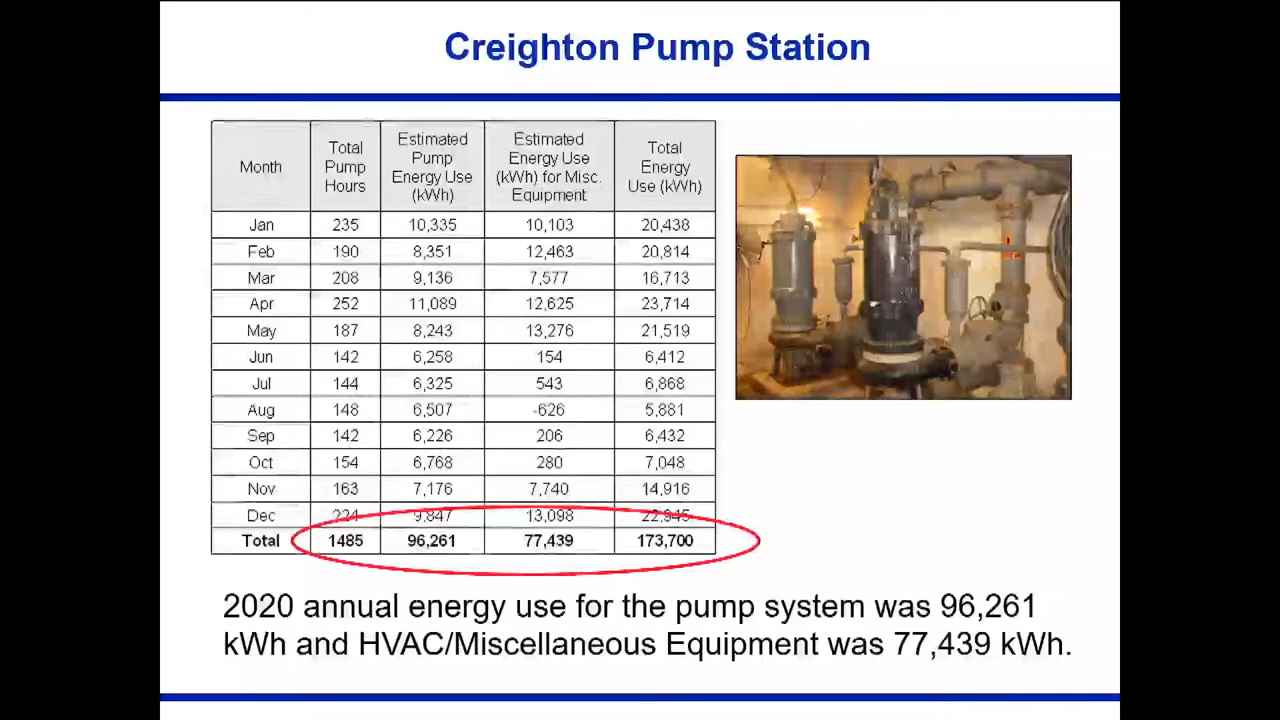 Creighton Pump Station
Month | Total Pump Hours | Estimated Pump Energy Use (kWh) | Estimated Energy Use (kWh) for Misc. Equipment | Total Energy Use (kWh)
Jan 235 10,335 10,103 20,438
Feb 190 8,351 12,463 20,814
Mar 208 9,136 7,577 16,713
Apr 252 11,089 12,625 23,714
May 187 8,243 13,276 21,519
Jun 142 6,258 154 6,412
Jul 144 6,325 543 6,868
Aug 148 6,507 -626 5,881
Sep 142 6,226 206 6,432
Oct 154 6,768 280 7,048
Nov 163 7,176 7,740 14,916
Dec 224 9,847 13,098 22,945
Total 1485 96,261 77,439 173,700
2020 annual energy use for the pump system was 96,261
kWh and HVAC/Miscellaneous Equipment was 77,439 kWh.